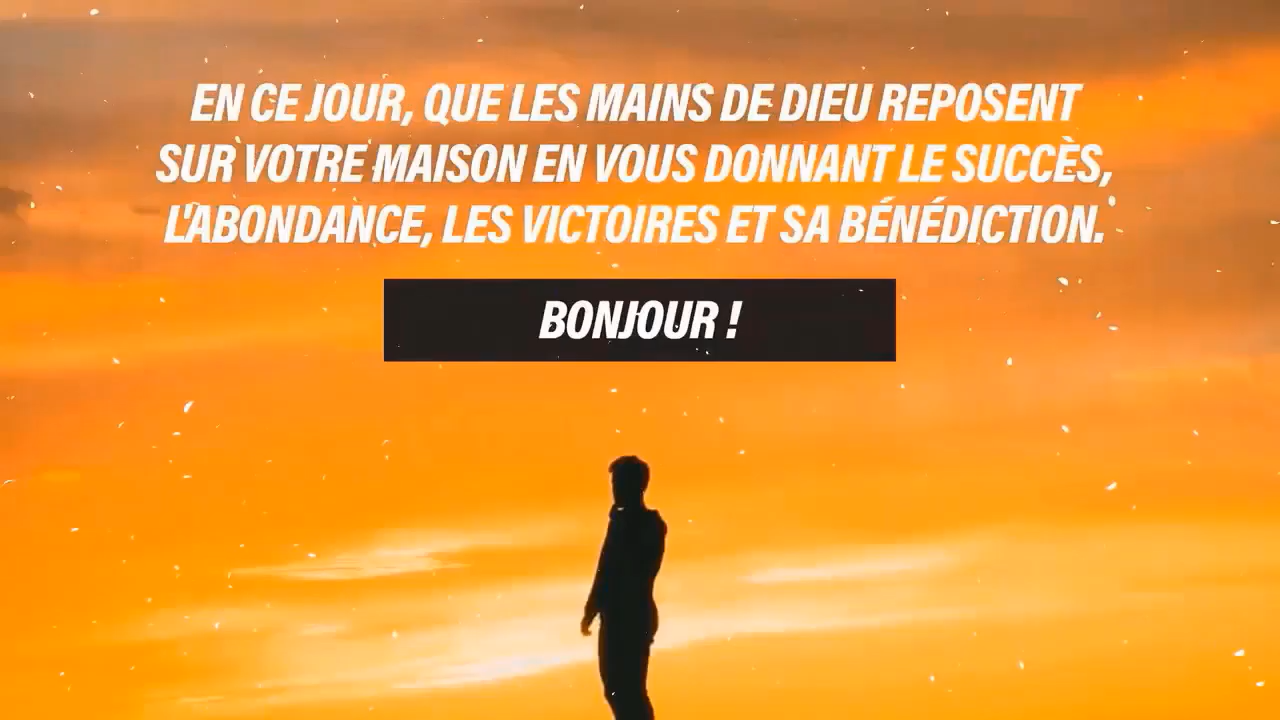 EN CE JOUR, QUE LES MAINS DE DIEU REPOSENT
SUR VOTRE MAISON EN VOUS DONNANT LE SUCCÈS,
L'ABONDANCE, LES VICTOIRES ET SA BÉNÉDICTION.
BONJOUR !